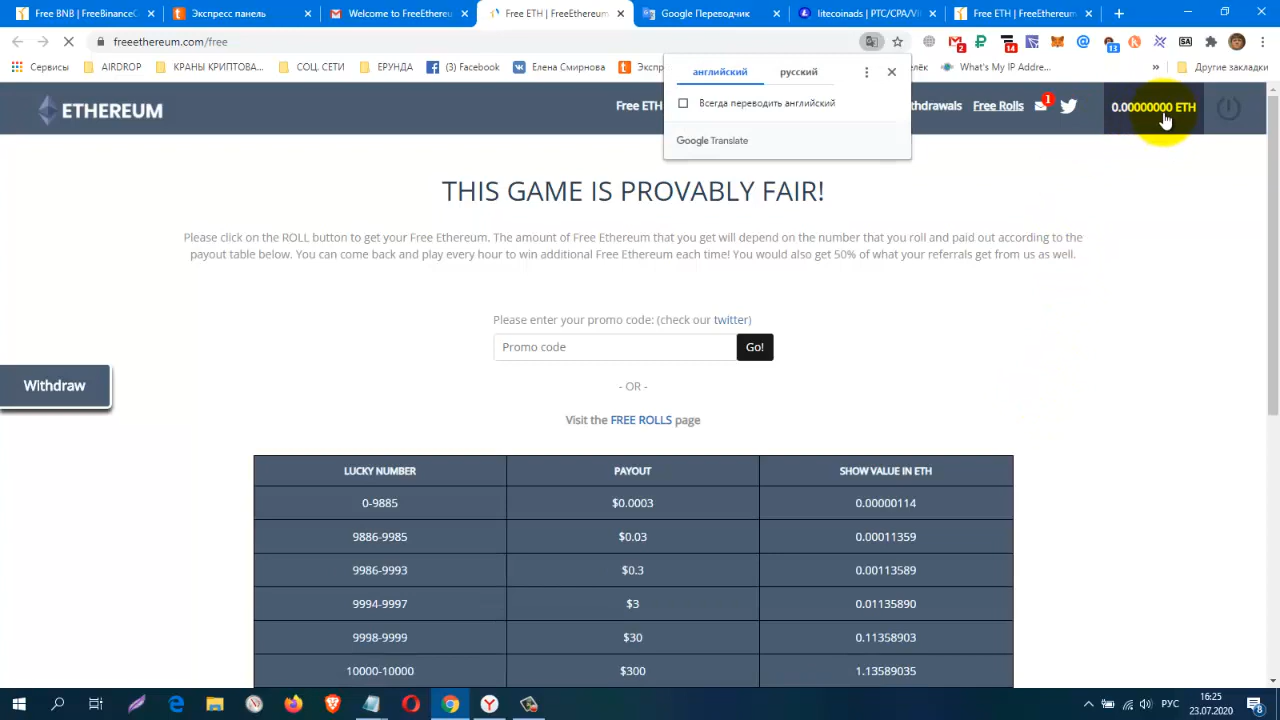 Free BNB | FreeBinanceC
Экспресс панель
Welcome to FreeEthereu
Free ETH | FreeEthereum
Google Переводчик
litecoinads | PTC/CPA/VI
Free ETH | FreeEthereum
freeethereum.com/free
2
14
13
Сервисы
AIRDROP
КРАНЫ КРИПТОВАЛ...
СОЦ. СЕТИ
ЕРУНДА
(3) Facebook
Елена Смирнова
What's My IP Addre...
»
Другие закладки
английский
русский
Всегда переводить английский
Google Translate
ETHEREUM
Free ETH
thdrawals
Free Rolls
1
0.00000000 ETH
THIS GAME IS PROVABLY FAIR!
Please click on the ROLL button to get your Free Ethereum. The amount of Free Ethereum that you get will depend on the number that you roll and paid out according to the
payout table below. You can come back and play every hour to win additional Free Ethereum each time! You would also get 50% of what your referrals get from us as well.
Please enter your promo code: (check our twitter)
Promo code
Go!
Withdraw
- OR -
Visit the FREE ROLLS page
LUCKY NUMBER PAYOUT SHOW VALUE IN ETH
0-9885 $0.0003 0.00000114
9886-9985 $0.03 0.00011359
9986-9993 $0.3 0.00113589
9994-9997 $3 0.01135890
9998-9999 $30 0.11358903
10000-10000 $300 1.13589035
РУС
16:25
23.07.2020
8